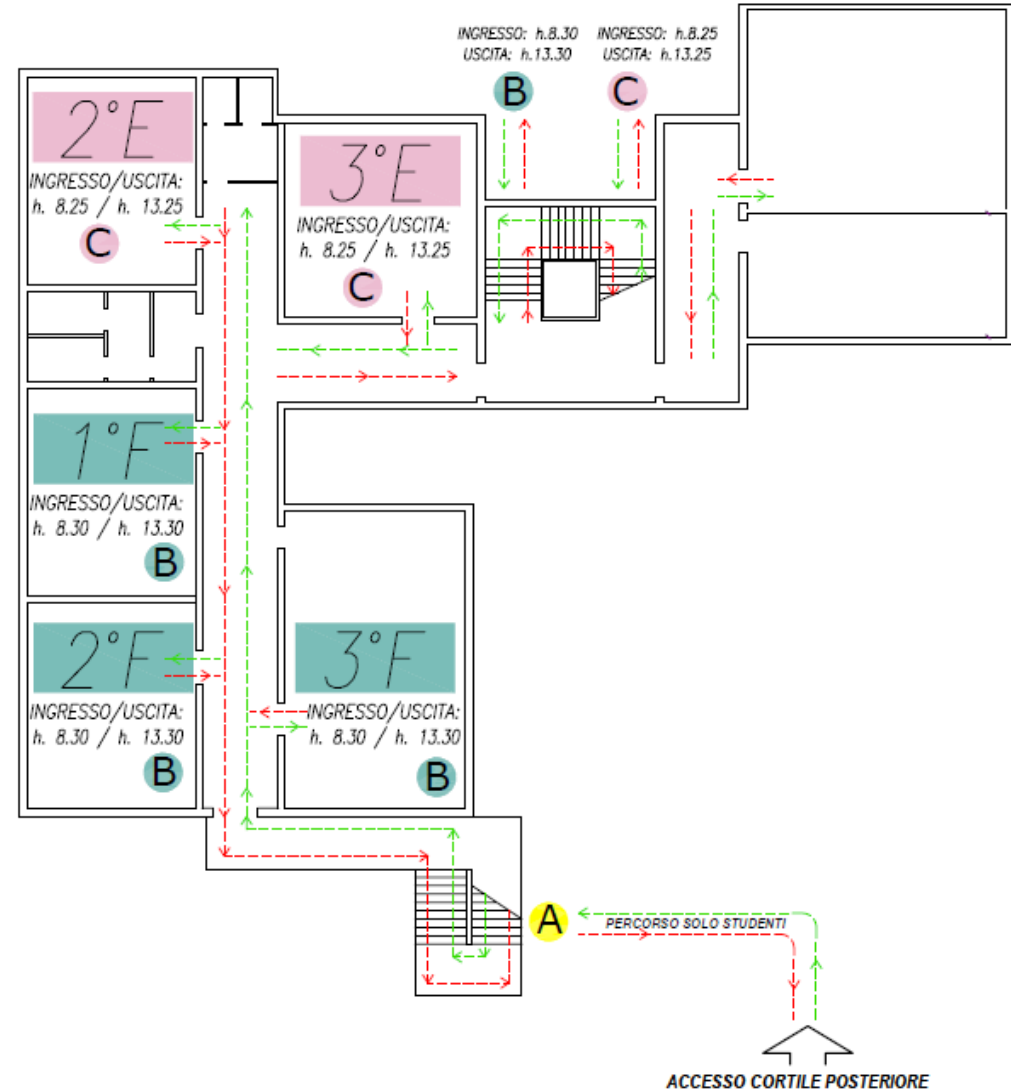 INGRESSO: h.8.30
USCITA: h.13.30
B
INGRESSO: h.8.25
USCITA: h.13.25
C
2°E
INGRESSO/USCITA:
h. 8.25 / h. 13.25
C
3°E
INGRESSO/USCITA:
h. 8.25 / h. 13.25
C
1°F
INGRESSO/USCITA:
h. 8.30 / h. 13.30
B
2°F
INGRESSO/USCITA:
h. 8.30 / h. 13.30
B
3°F
INGRESSO/USCITA:
h. 8.30 / h. 13.30
B
A
PERCORSO SOLO STUDENTI
ACCESSO CORTILE POSTERIORE